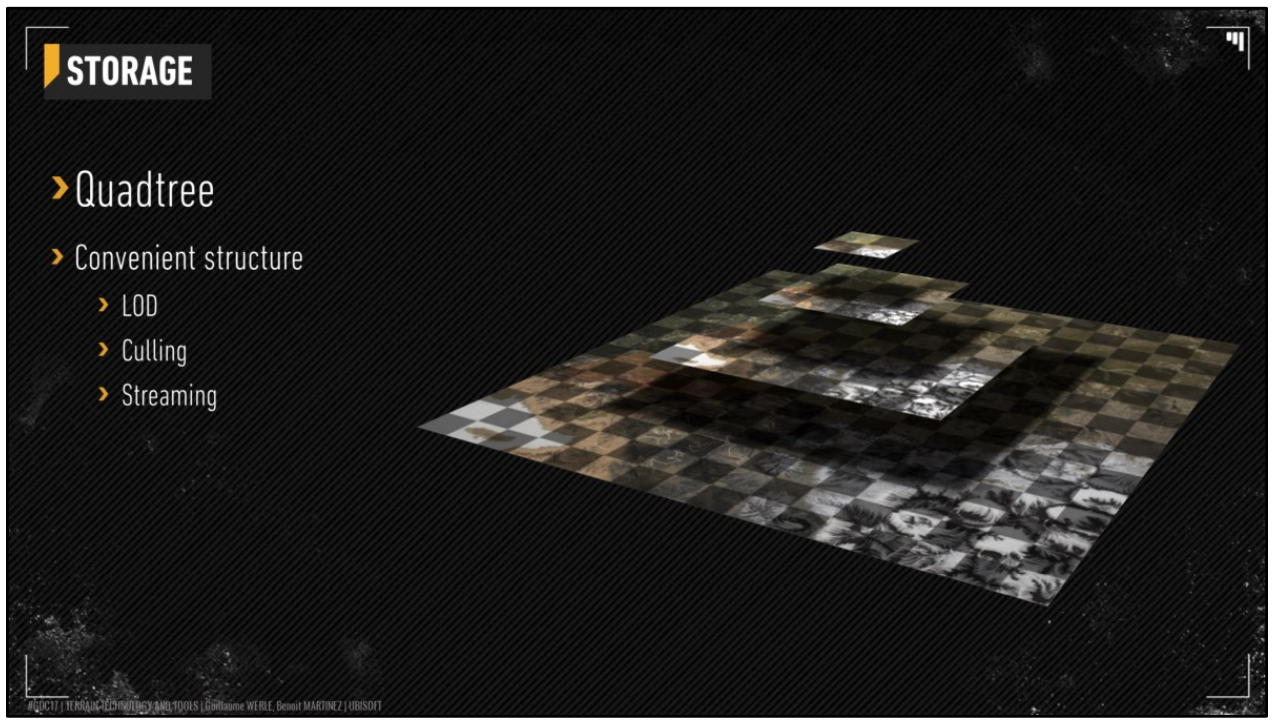 STORAGE
Quadtree
Convenient structure
LOD
Culling
Streaming
#GDC17 | TERRAIN TECHNOLOGY AND TOOLS | Guillaume WERLE, Benoit MARTINEZ | UBISOFT